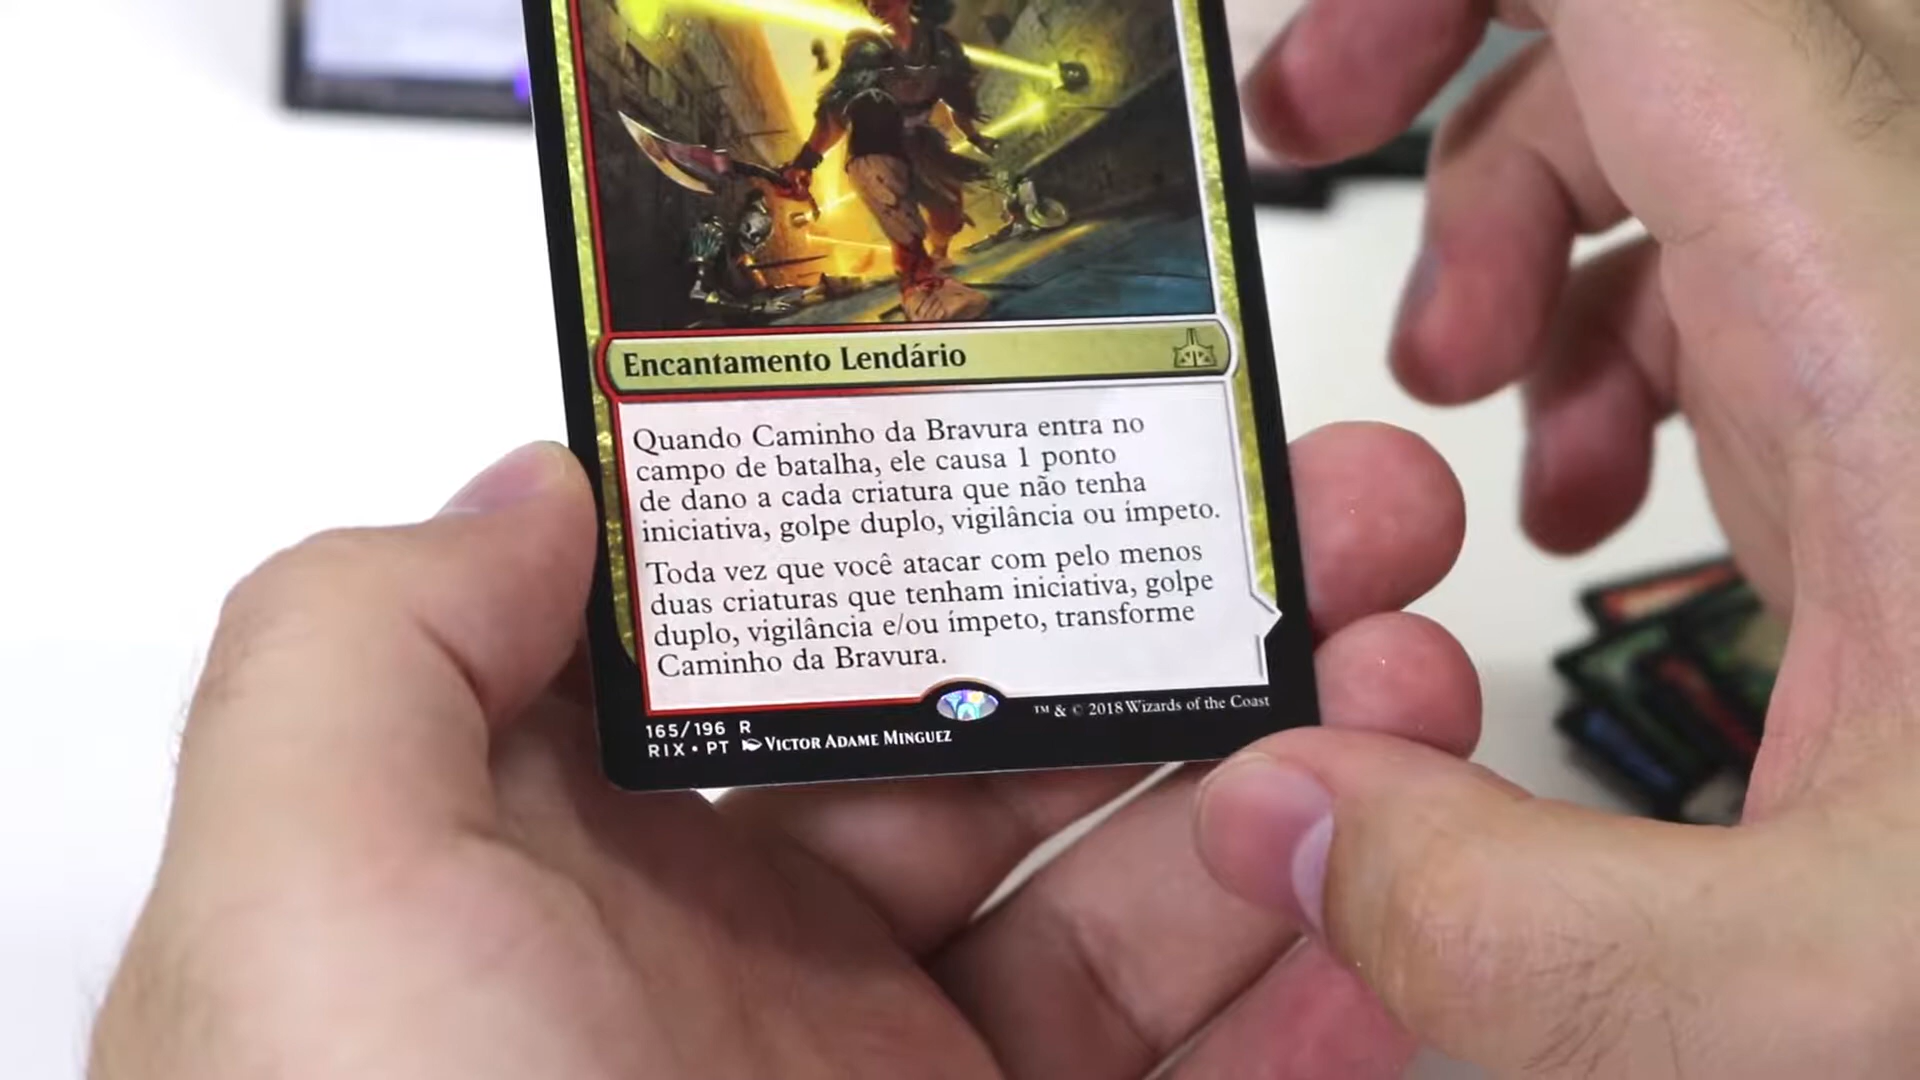 Encantamento Lendário
Quando Caminho da Bravura entra no
campo de batalha, ele causa 1 ponto
de dano a cada criatura que não tenha
iniciativa, golpe duplo, vigilância ou ímpeto.
Toda vez que você atacar com pelo menos
duas criaturas que tenham iniciativa, golpe
duplo, vigilância e/ou ímpeto, transforme
Caminho da Bravura.
165/196 R
RIX • PT VICTOR ADAME MINGUEZ
™ & © 2018 Wizards of the Coast